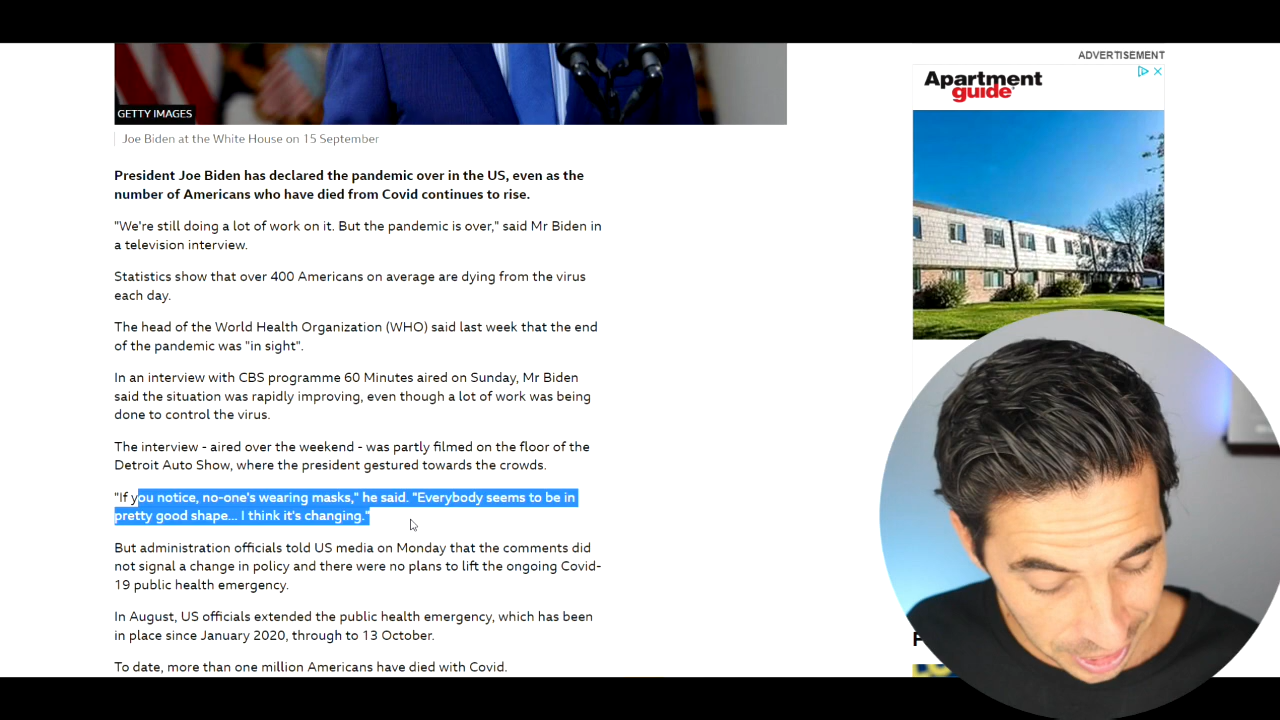 ADVERTISEMENT
Apartment
guide
GETTY IMAGES
Joe Biden at the White House on 15 September
President Joe Biden has declared the pandemic over in the US, even as the
number of Americans who have died from Covid continues to rise.
"We're still doing a lot of work on it. But the pandemic is over," said Mr Biden in
a television interview.
Statistics show that over 400 Americans on average are dying from the virus
each day.
The head of the World Health Organization (WHO) said last week that the end
of the pandemic was "in sight".
In an interview with CBS programme 60 Minutes aired on Sunday, Mr Biden
said the situation was rapidly improving, even though a lot of work was being
done to control the virus.
The interview - aired over the weekend - was partly filmed on the floor of the
Detroit Auto Show, where the president gestured towards the crowds.
"If you notice, no-one's wearing masks," he said. "Everybody seems to be in
pretty good shape... I think it's changing."
But administration officials told US media on Monday that the comments did
not signal a change in policy and there were no plans to lift the ongoing Covid-
19 public health emergency.
In August, US officials extended the public health emergency, which has been
in place since January 2020, through to 13 October.
To date, more than one million Americans have died with Covid.